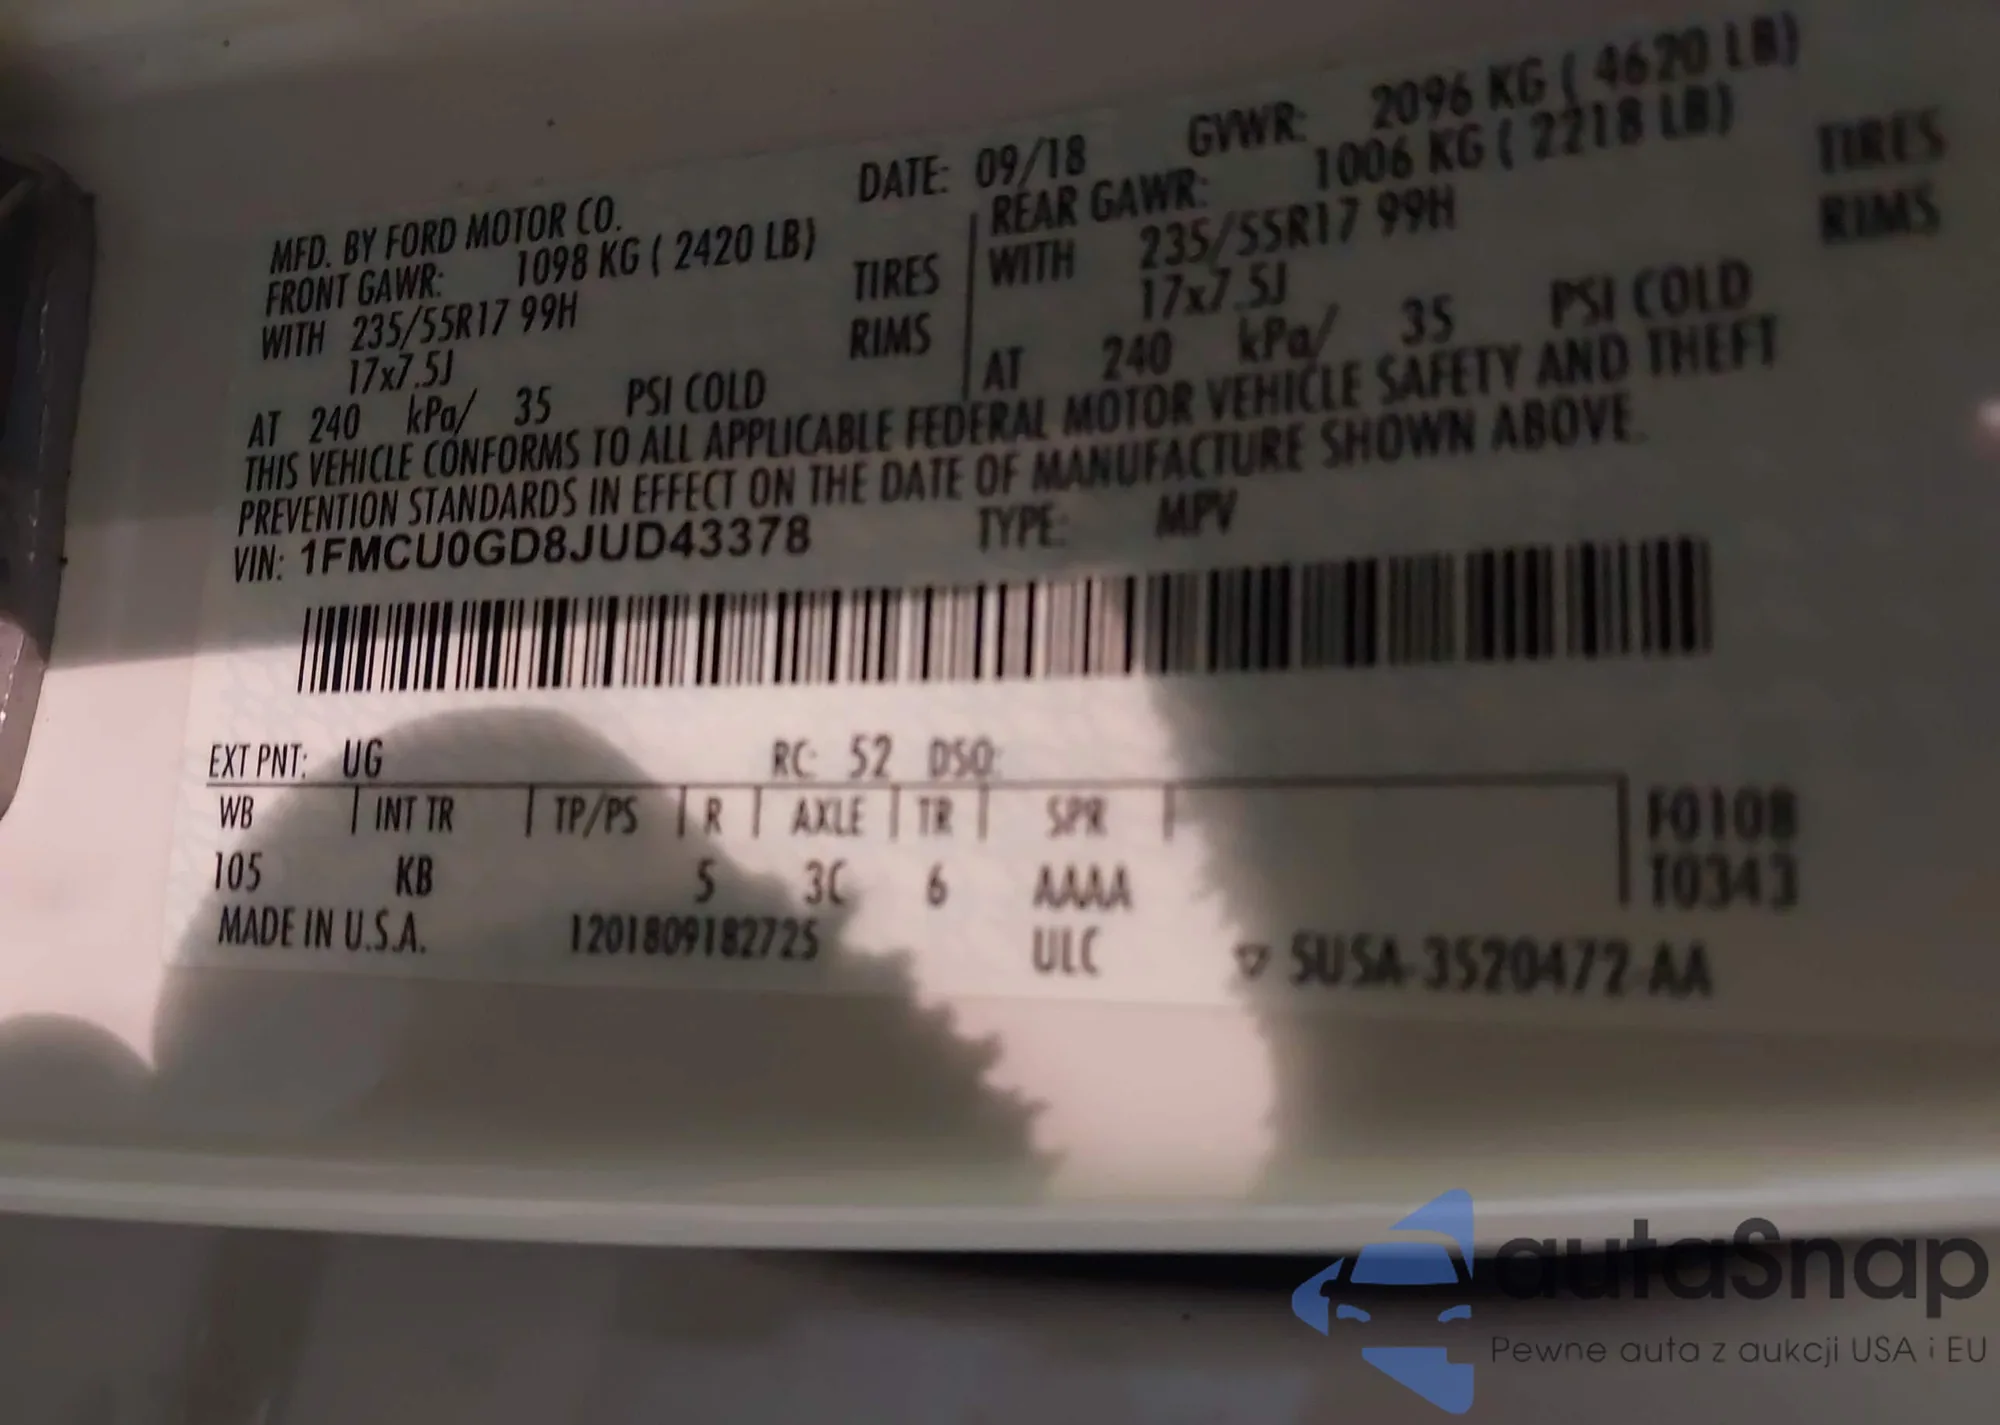 MFD. BY FORD MOTOR CO. DATE: 09/18 GVWR: 2096 KG ( 4620 LB)
FRONT GAWR: 1098 KG ( 2420 LB) REAR GAWR: 1006 KG ( 2218 LB)
WITH 235/55R17 99H TIRES WITH 235/55R17 99H TIRES
17x7.5J RIMS 17x7.5J RIMS
AT 240 kPa/ 35 PSI COLD AT 240 kPa/ 35 PSI COLD
THIS VEHICLE CONFORMS TO ALL APPLICABLE FEDERAL MOTOR VEHICLE SAFETY AND THEFT
PREVENTION STANDARDS IN EFFECT ON THE DATE OF MANUFACTURE SHOWN ABOVE.
VIN: 1FMCU0GD8JUD43378 TYPE: MPV
EXT PNT: UG RC: 52 DSO:
WB INT TR TP/PS R AXLE TR SPR F0108
105 KB 5 3C 6 AAAA T0343
MADE IN U.S.A. 1201809182725 ULC ▽ 5U5A-3520472-AA
autaSnap
Pewne auta z aukcji USA i EU